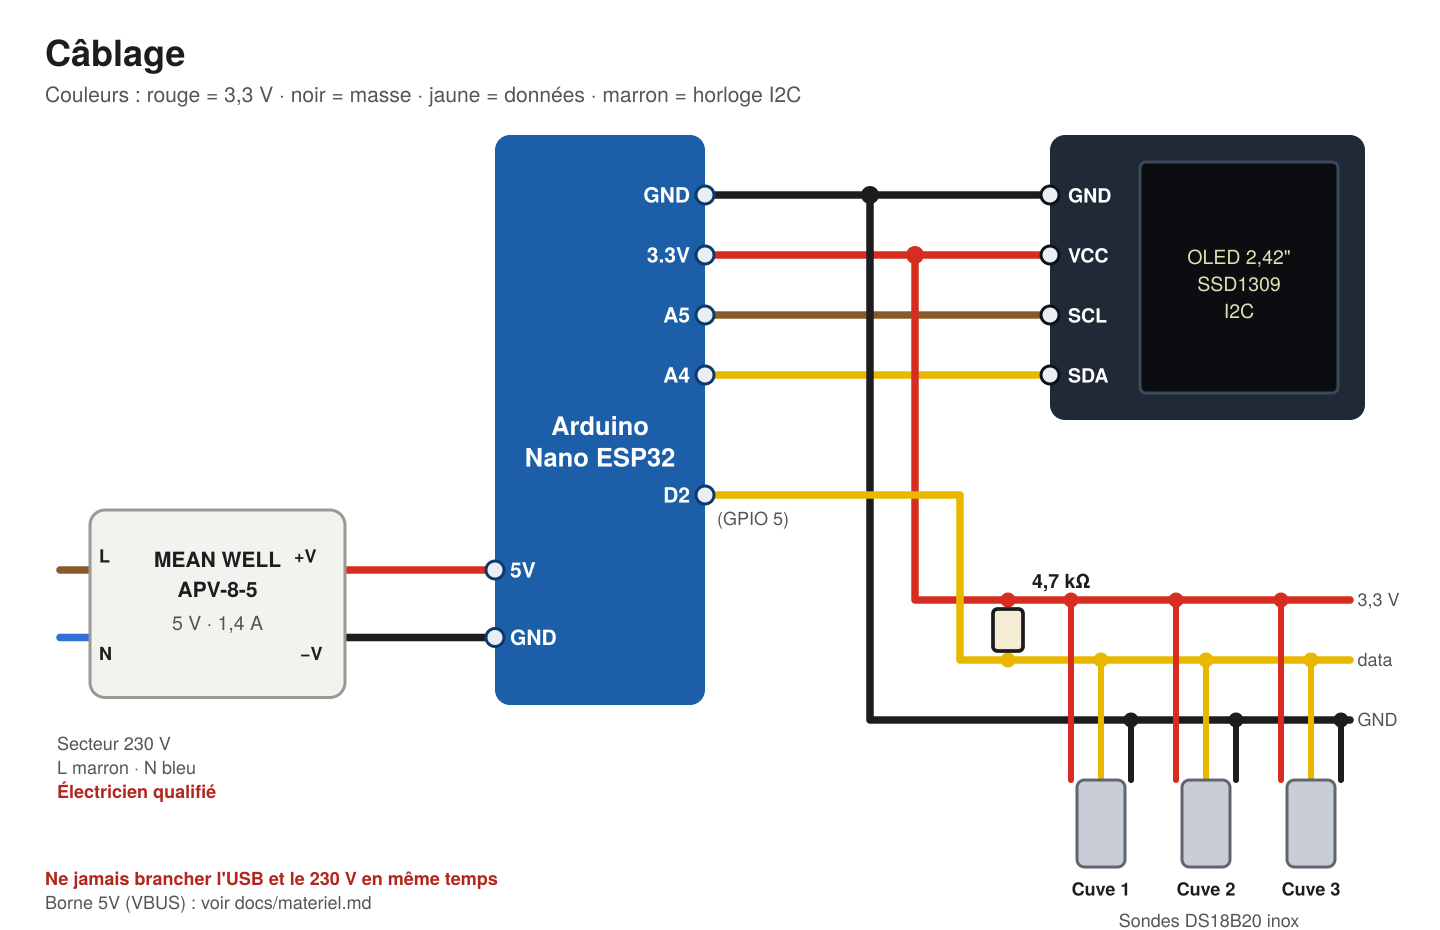 Câblage
Couleurs : rouge = 3,3 V · noir = masse · jaune = données · marron = horloge I2C
GND
3.3V
A5
A4
Arduino
Nano ESP32
D2
(GPIO 5)
5V
GND
GND
VCC
SCL
SDA
OLED 2,42"
SSD1309
I2C
L
N
MEAN WELL
APV-8-5
5 V · 1,4 A
+V
–V
Secteur 230 V
L marron · N bleu
Électricien qualifié
4,7 kΩ
3,3 V
data
GND
Cuve 1
Cuve 2
Cuve 3
Sondes DS18B20 inox
Ne jamais brancher l'USB et le 230 V en même temps
Borne 5V (VBUS) : voir docs/materiel.md